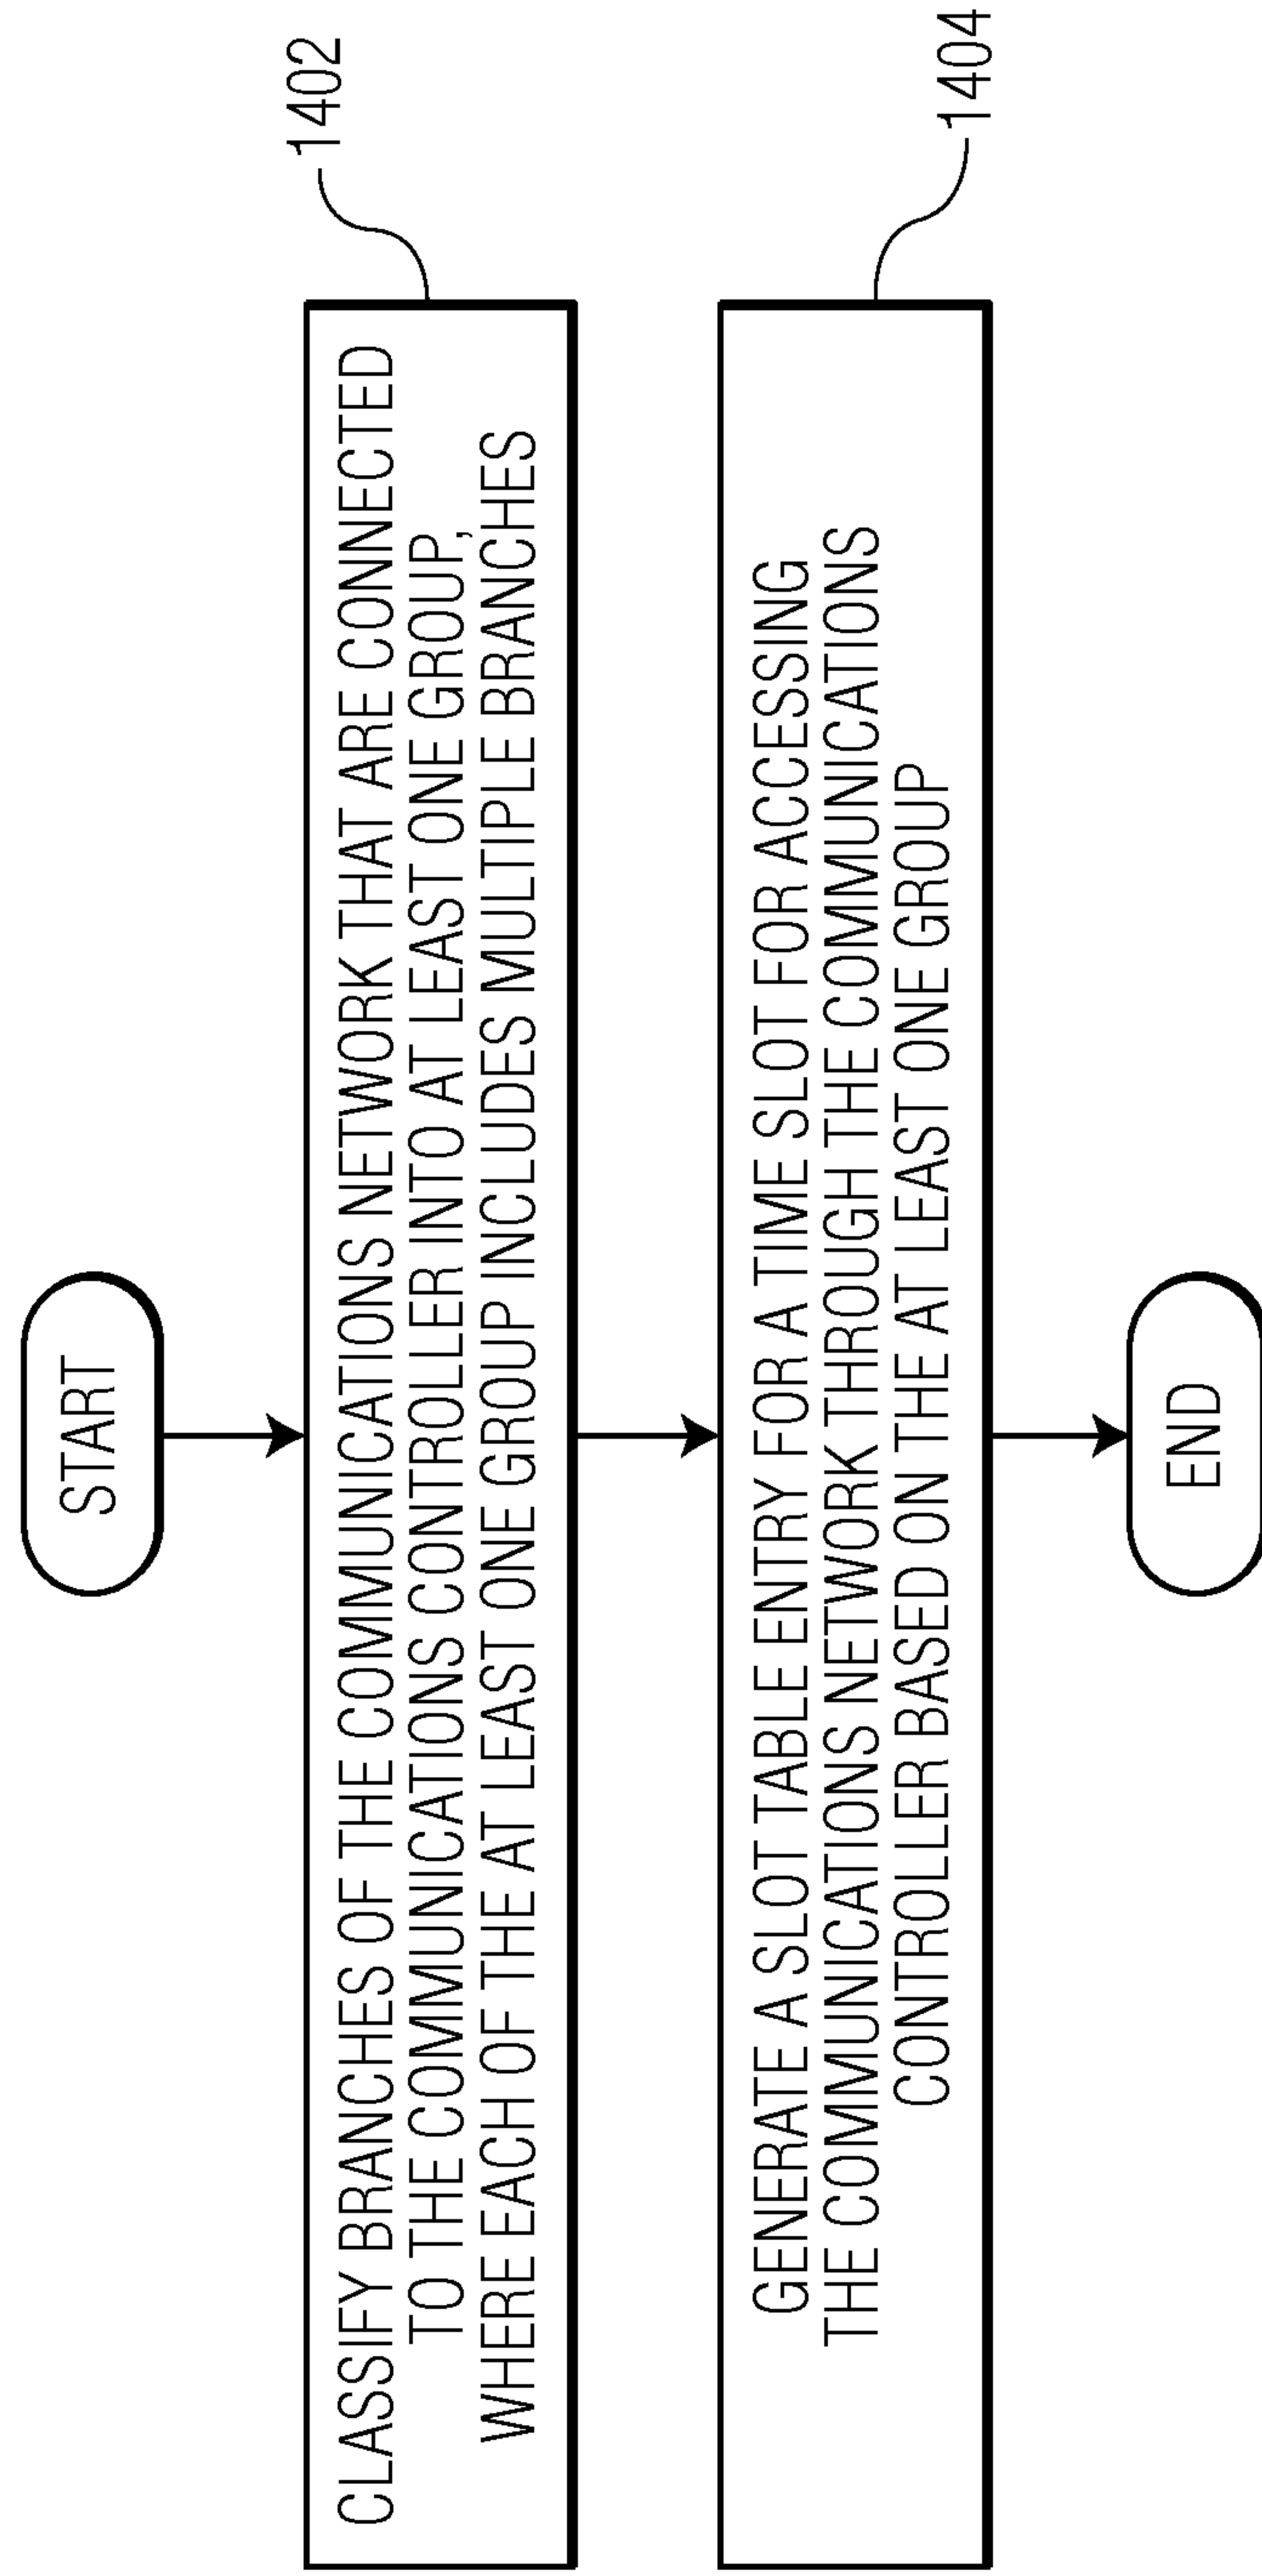 START
CLASSIFY BRANCHES OF THE COMMUNICATIONS NETWORK THAT ARE CONNECTED
TO THE COMMUNICATIONS CONTROLLER INTO AT LEAST ONE GROUP,
WHERE EACH OF THE AT LEAST ONE GROUP INCLUDES MULTIPLE BRANCHES
1402
GENERATE A SLOT TABLE ENTRY FOR A TIME SLOT FOR ACCESSING
THE COMMUNICATIONS NETWORK THROUGH THE COMMUNICATIONS
CONTROLLER BASED ON THE AT LEAST ONE GROUP
1404
END